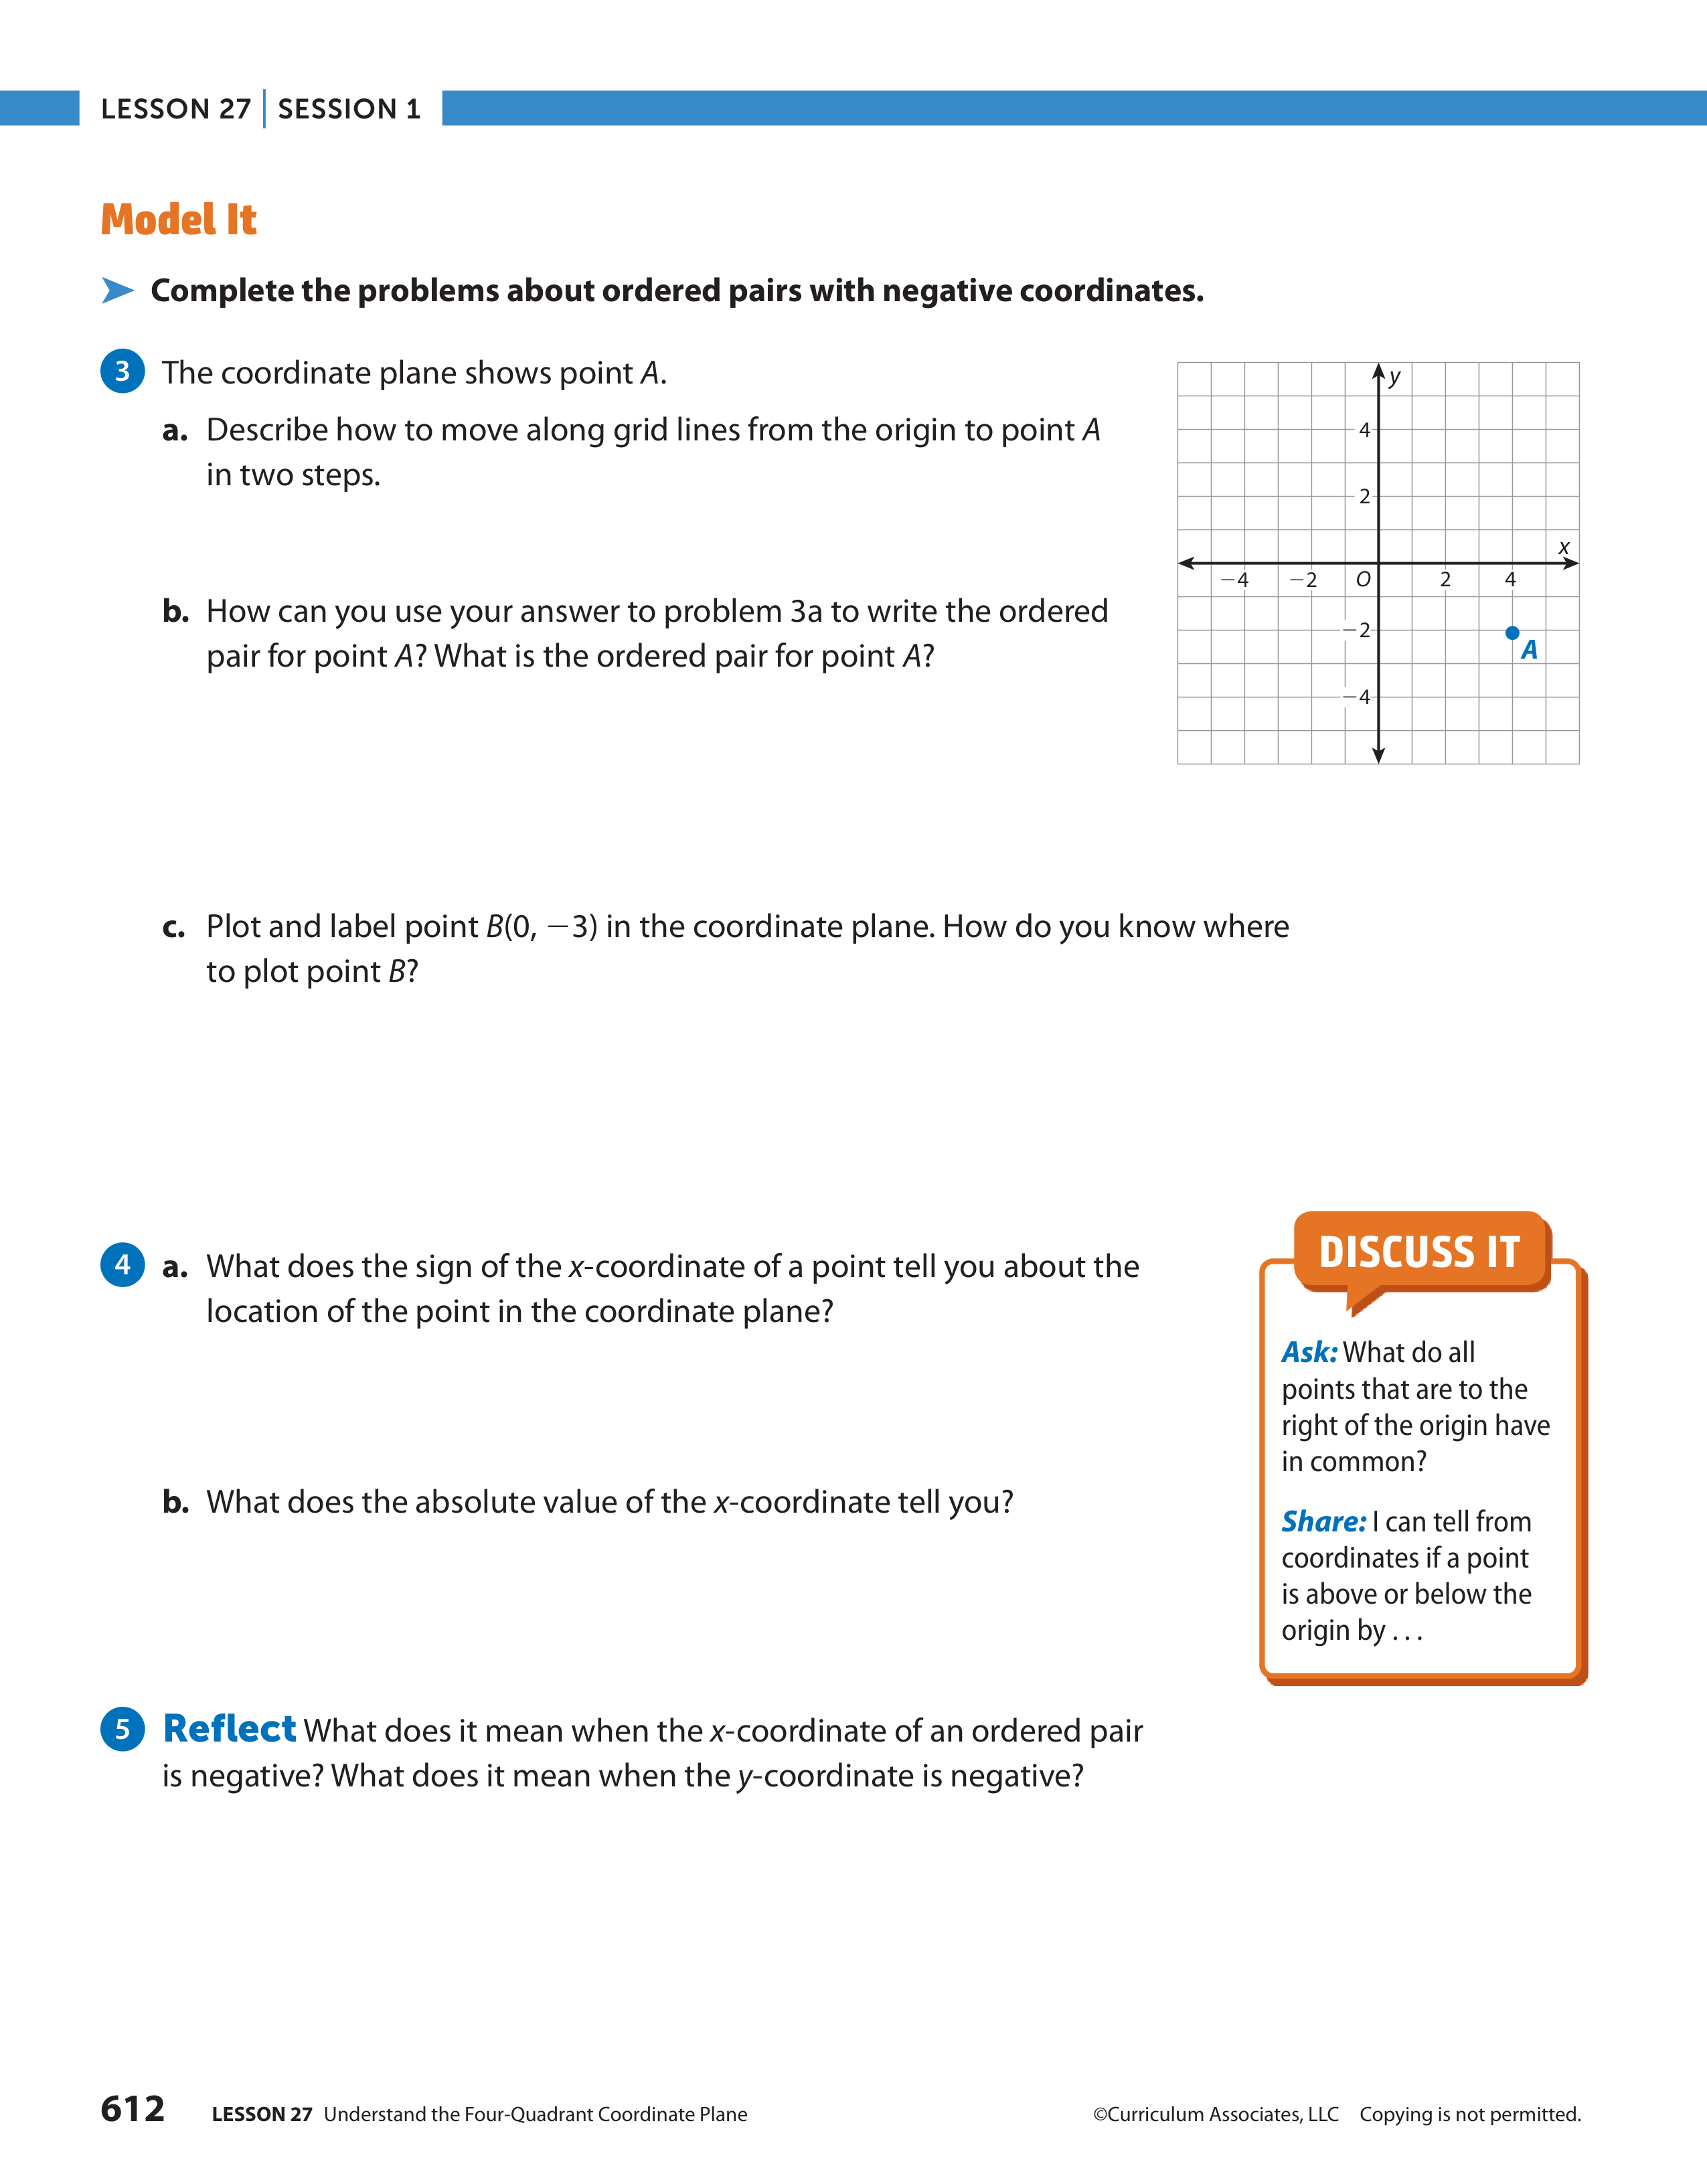 LESSON 27 | SESSION 1
Model It
Complete the problems about ordered pairs with negative coordinates.
3 The coordinate plane shows point A.
a. Describe how to move along grid lines from the origin to point A
in two steps.
b. How can you use your answer to problem 3a to write the ordered
pair for point A? What is the ordered pair for point A?
y
4
2
x
−4 −2 O 2 4
−2
A
−4
c. Plot and label point B(0, −3) in the coordinate plane. How do you know where
to plot point B?
4 a. What does the sign of the x-coordinate of a point tell you about the
location of the point in the coordinate plane?
b. What does the absolute value of the x-coordinate tell you?
DISCUSS IT
Ask: What do all
points that are to the
right of the origin have
in common?
Share: I can tell from
coordinates if a point
is above or below the
origin by . . .
5 Reflect What does it mean when the x-coordinate of an ordered pair
is negative? What does it mean when the y-coordinate is negative?
612 LESSON 27 Understand the Four-Quadrant Coordinate Plane ©Curriculum Associates, LLC Copying is not permitted.